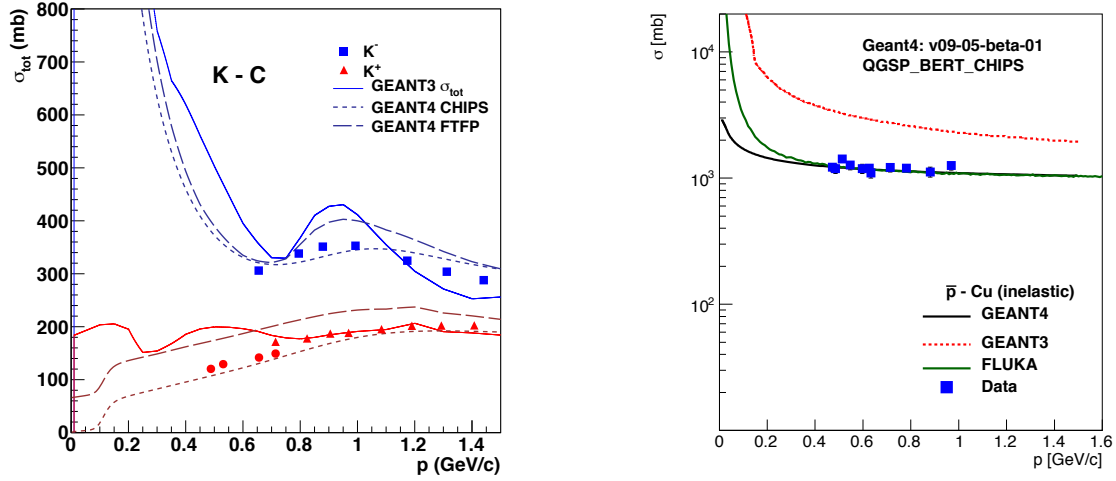 σtot (mb)
800
700
600
500
400
300
200
100
0
0
0.2
0.4
0.6
0.8
1
1.2
1.4
p (GeV/c)
K - C
K-
K+
GEANT3 σtot
GEANT4 CHIPS
GEANT4 FTFP
σ [mb]
10^4
10^3
10^2
0
0.2
0.4
0.6
0.8
1
1.2
1.4
1.6
p [GeV/c]
Geant4: v09-05-beta-01
QGSP_BERT_CHIPS
p̅ - Cu (inelastic)
GEANT4
GEANT3
FLUKA
Data